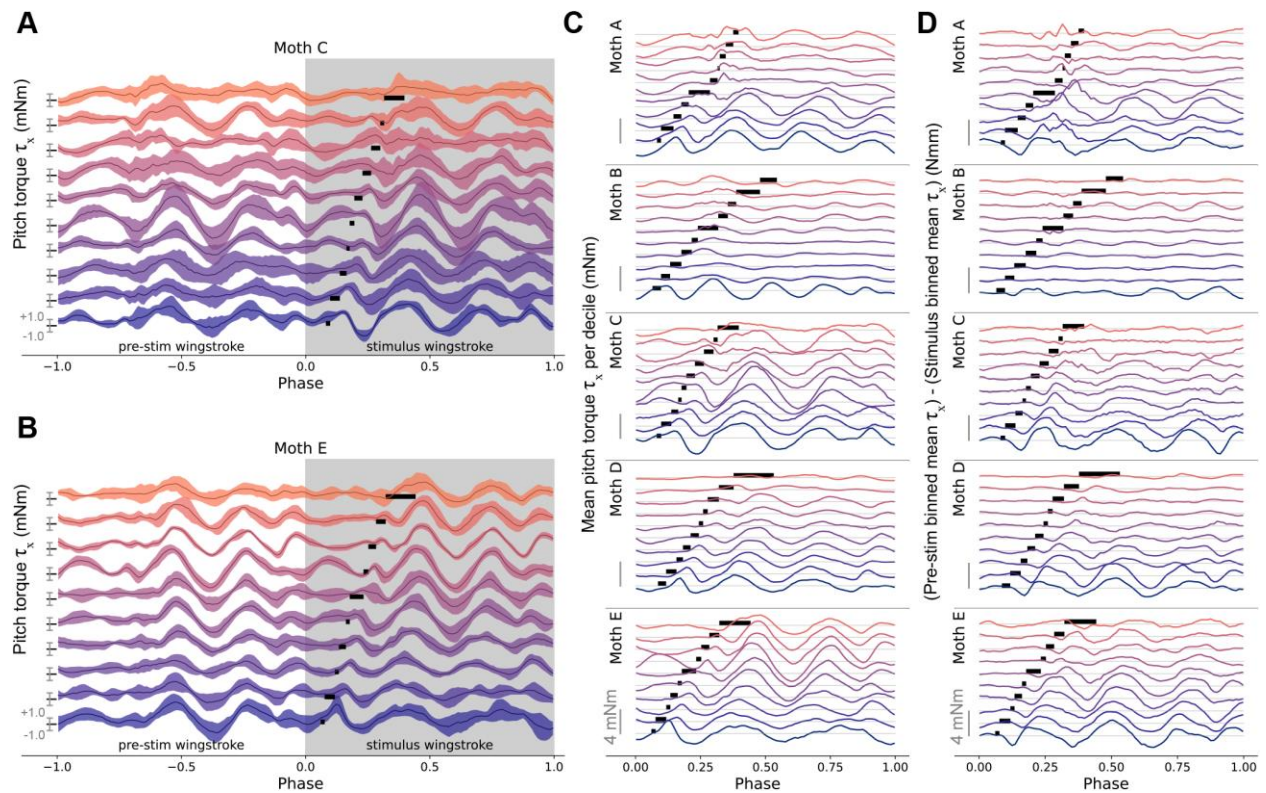 A
Moth C
Pitch torque τx (mNm)
+1.0
-1.0
pre-stim wingstroke
stimulus wingstroke
−1.0 −0.5 0.0 0.5 1.0
Phase
B
Moth E
Pitch torque τx (mNm)
+1.0
-1.0
pre-stim wingstroke
stimulus wingstroke
−1.0 −0.5 0.0 0.5 1.0
Phase
C
Mean pitch torque τx per decile (mNm)
Moth A
Moth B
Moth C
Moth D
Moth E
4 mNm
0.00 0.25 0.50 0.75 1.00
Phase
D
(Pre-stim binned mean τx) - (Stimulus binned mean τx) (Nmm)
Moth A
Moth B
Moth C
Moth D
Moth E
4 mNm
0.00 0.25 0.50 0.75 1.00
Phase